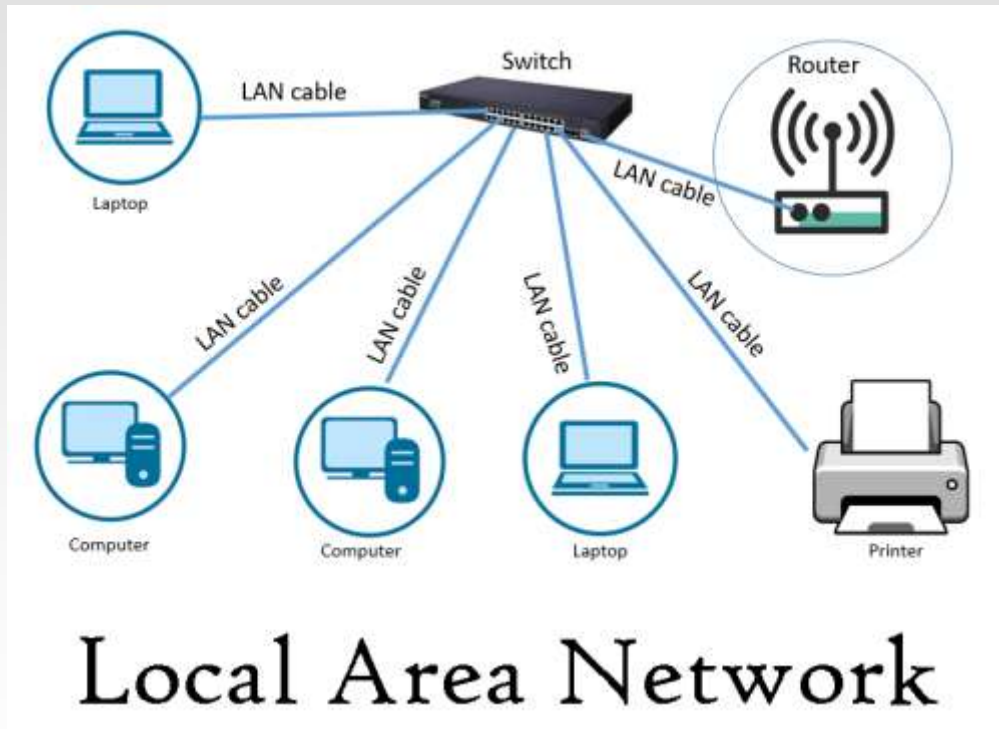 Switch
Router
LAN cable
LAN cable
Laptop
LAN cable
LAN cable
LAN cable
LAN cable
Computer
Computer
Laptop
Printer
Local Area Network